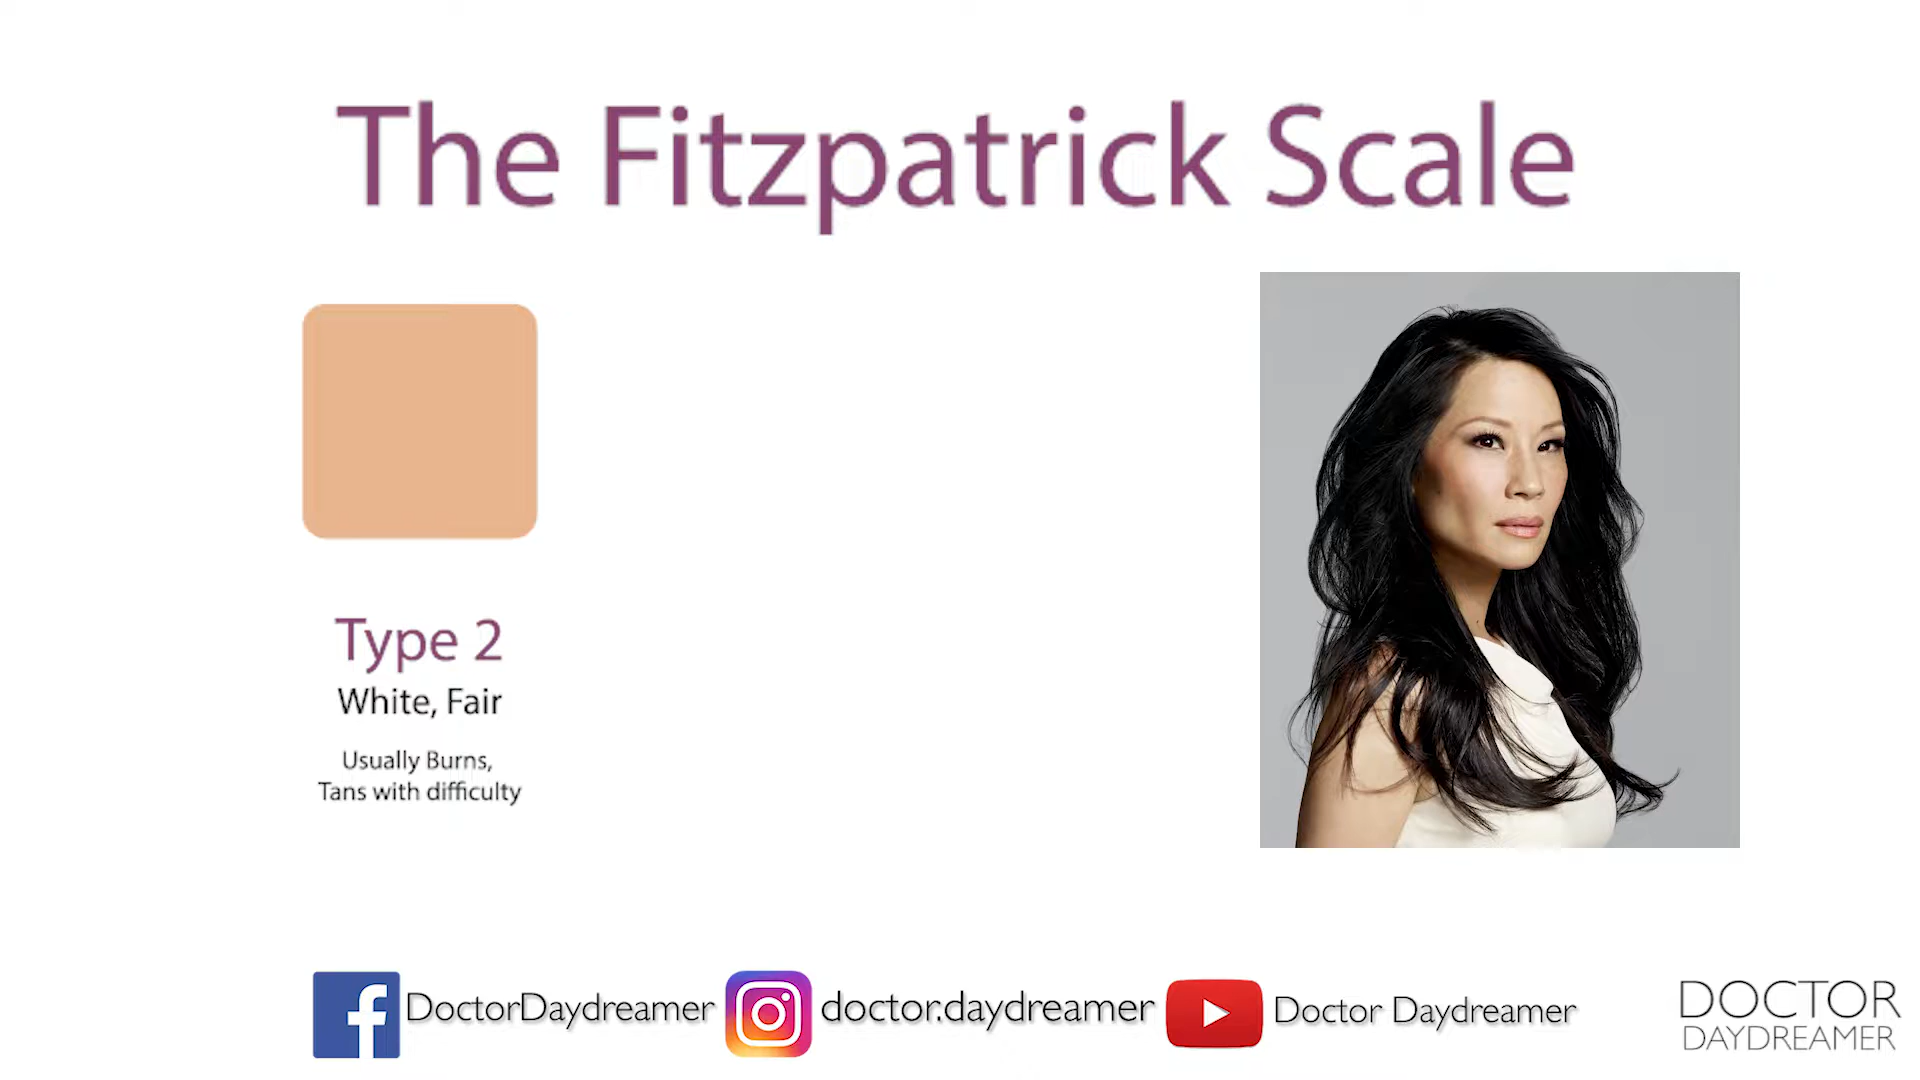 The Fitzpatrick Scale
Type 2
White, Fair
Usually Burns,
Tans with difficulty
DoctorDaydreamer
doctor.daydreamer
Doctor Daydreamer
DOCTOR
DAYDREAMER